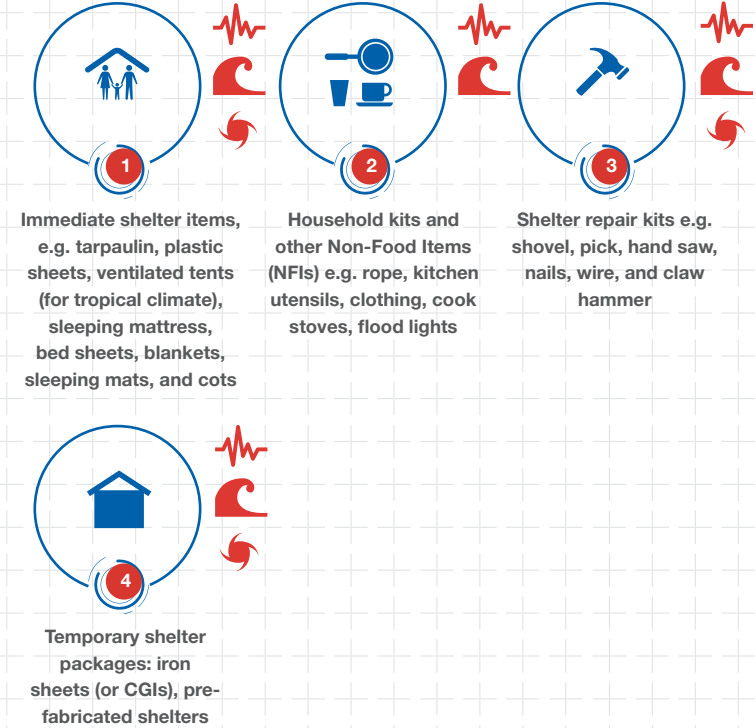 1
Immediate shelter items,
e.g. tarpaulin, plastic
sheets, ventilated tents
(for tropical climate),
sleeping mattress,
bed sheets, blankets,
sleeping mats, and cots
2
Household kits and
other Non-Food Items
(NFIs) e.g. rope, kitchen
utensils, clothing, cook
stoves, flood lights
3
Shelter repair kits e.g.
shovel, pick, hand saw,
nails, wire, and claw
hammer
4
Temporary shelter
packages: iron
sheets (or CGIs), pre-
fabricated shelters